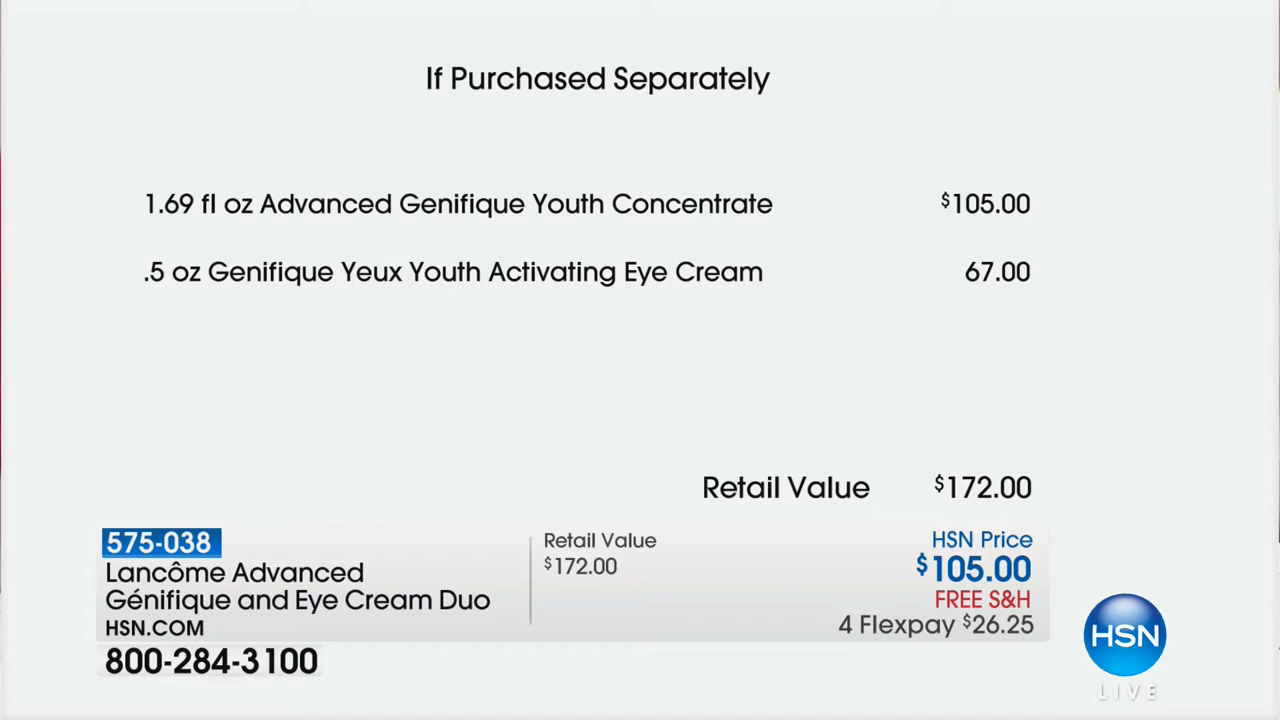 If Purchased Separately
1.69 fl oz Advanced Genifique Youth Concentrate $105.00
.5 oz Genifique Yeux Youth Activating Eye Cream 67.00
Retail Value $172.00
575-038
Lancôme Advanced
Génifique and Eye Cream Duo
HSN.COM
800-284-3100
Retail Value
$172.00
HSN Price
$105.00
FREE S&H
4 Flexpay $26.25
HSN
LIVE